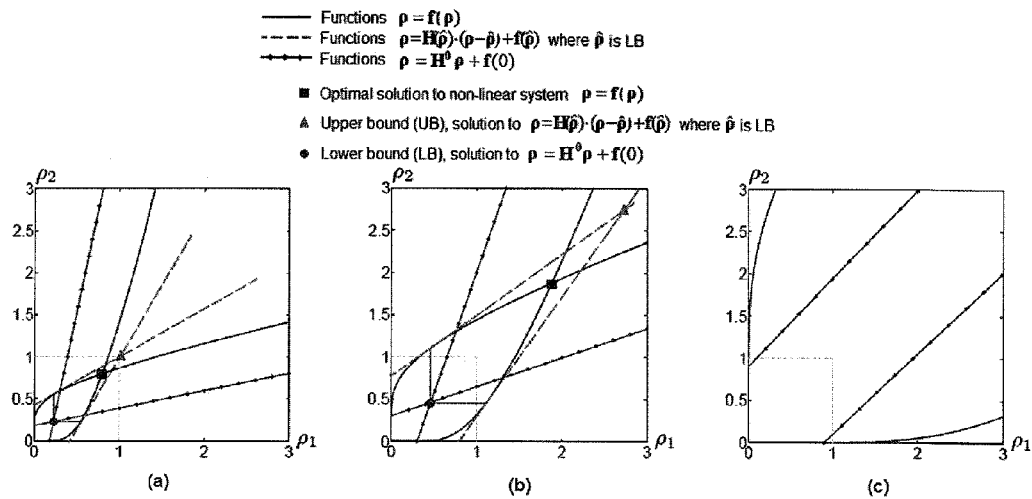 Functions ρ = f(ρ)
Functions ρ=H(ρ̂)·(ρ−ρ̂)+f(ρ̂) where ρ̂ is LB
Functions ρ = H⁰ρ + f(0)
Optimal solution to non-linear system ρ = f(ρ)
Upper bound (UB), solution to ρ=H(ρ̂)·(ρ−ρ̂)+f(ρ̂) where ρ̂ is LB
Lower bound (LB), solution to ρ = H⁰ρ + f(0)
ρ₂ ρ₂ ρ₂
3 3 3
2.5 2.5 2.5
2 2 2
1.5 1.5 1.5
1 1 1
0.5 0.5 0.5
0 0 0
0 1 2 3 ρ₁ 0 1 2 3 ρ₁ 0 1 2 3 ρ₁
(a) (b) (c)